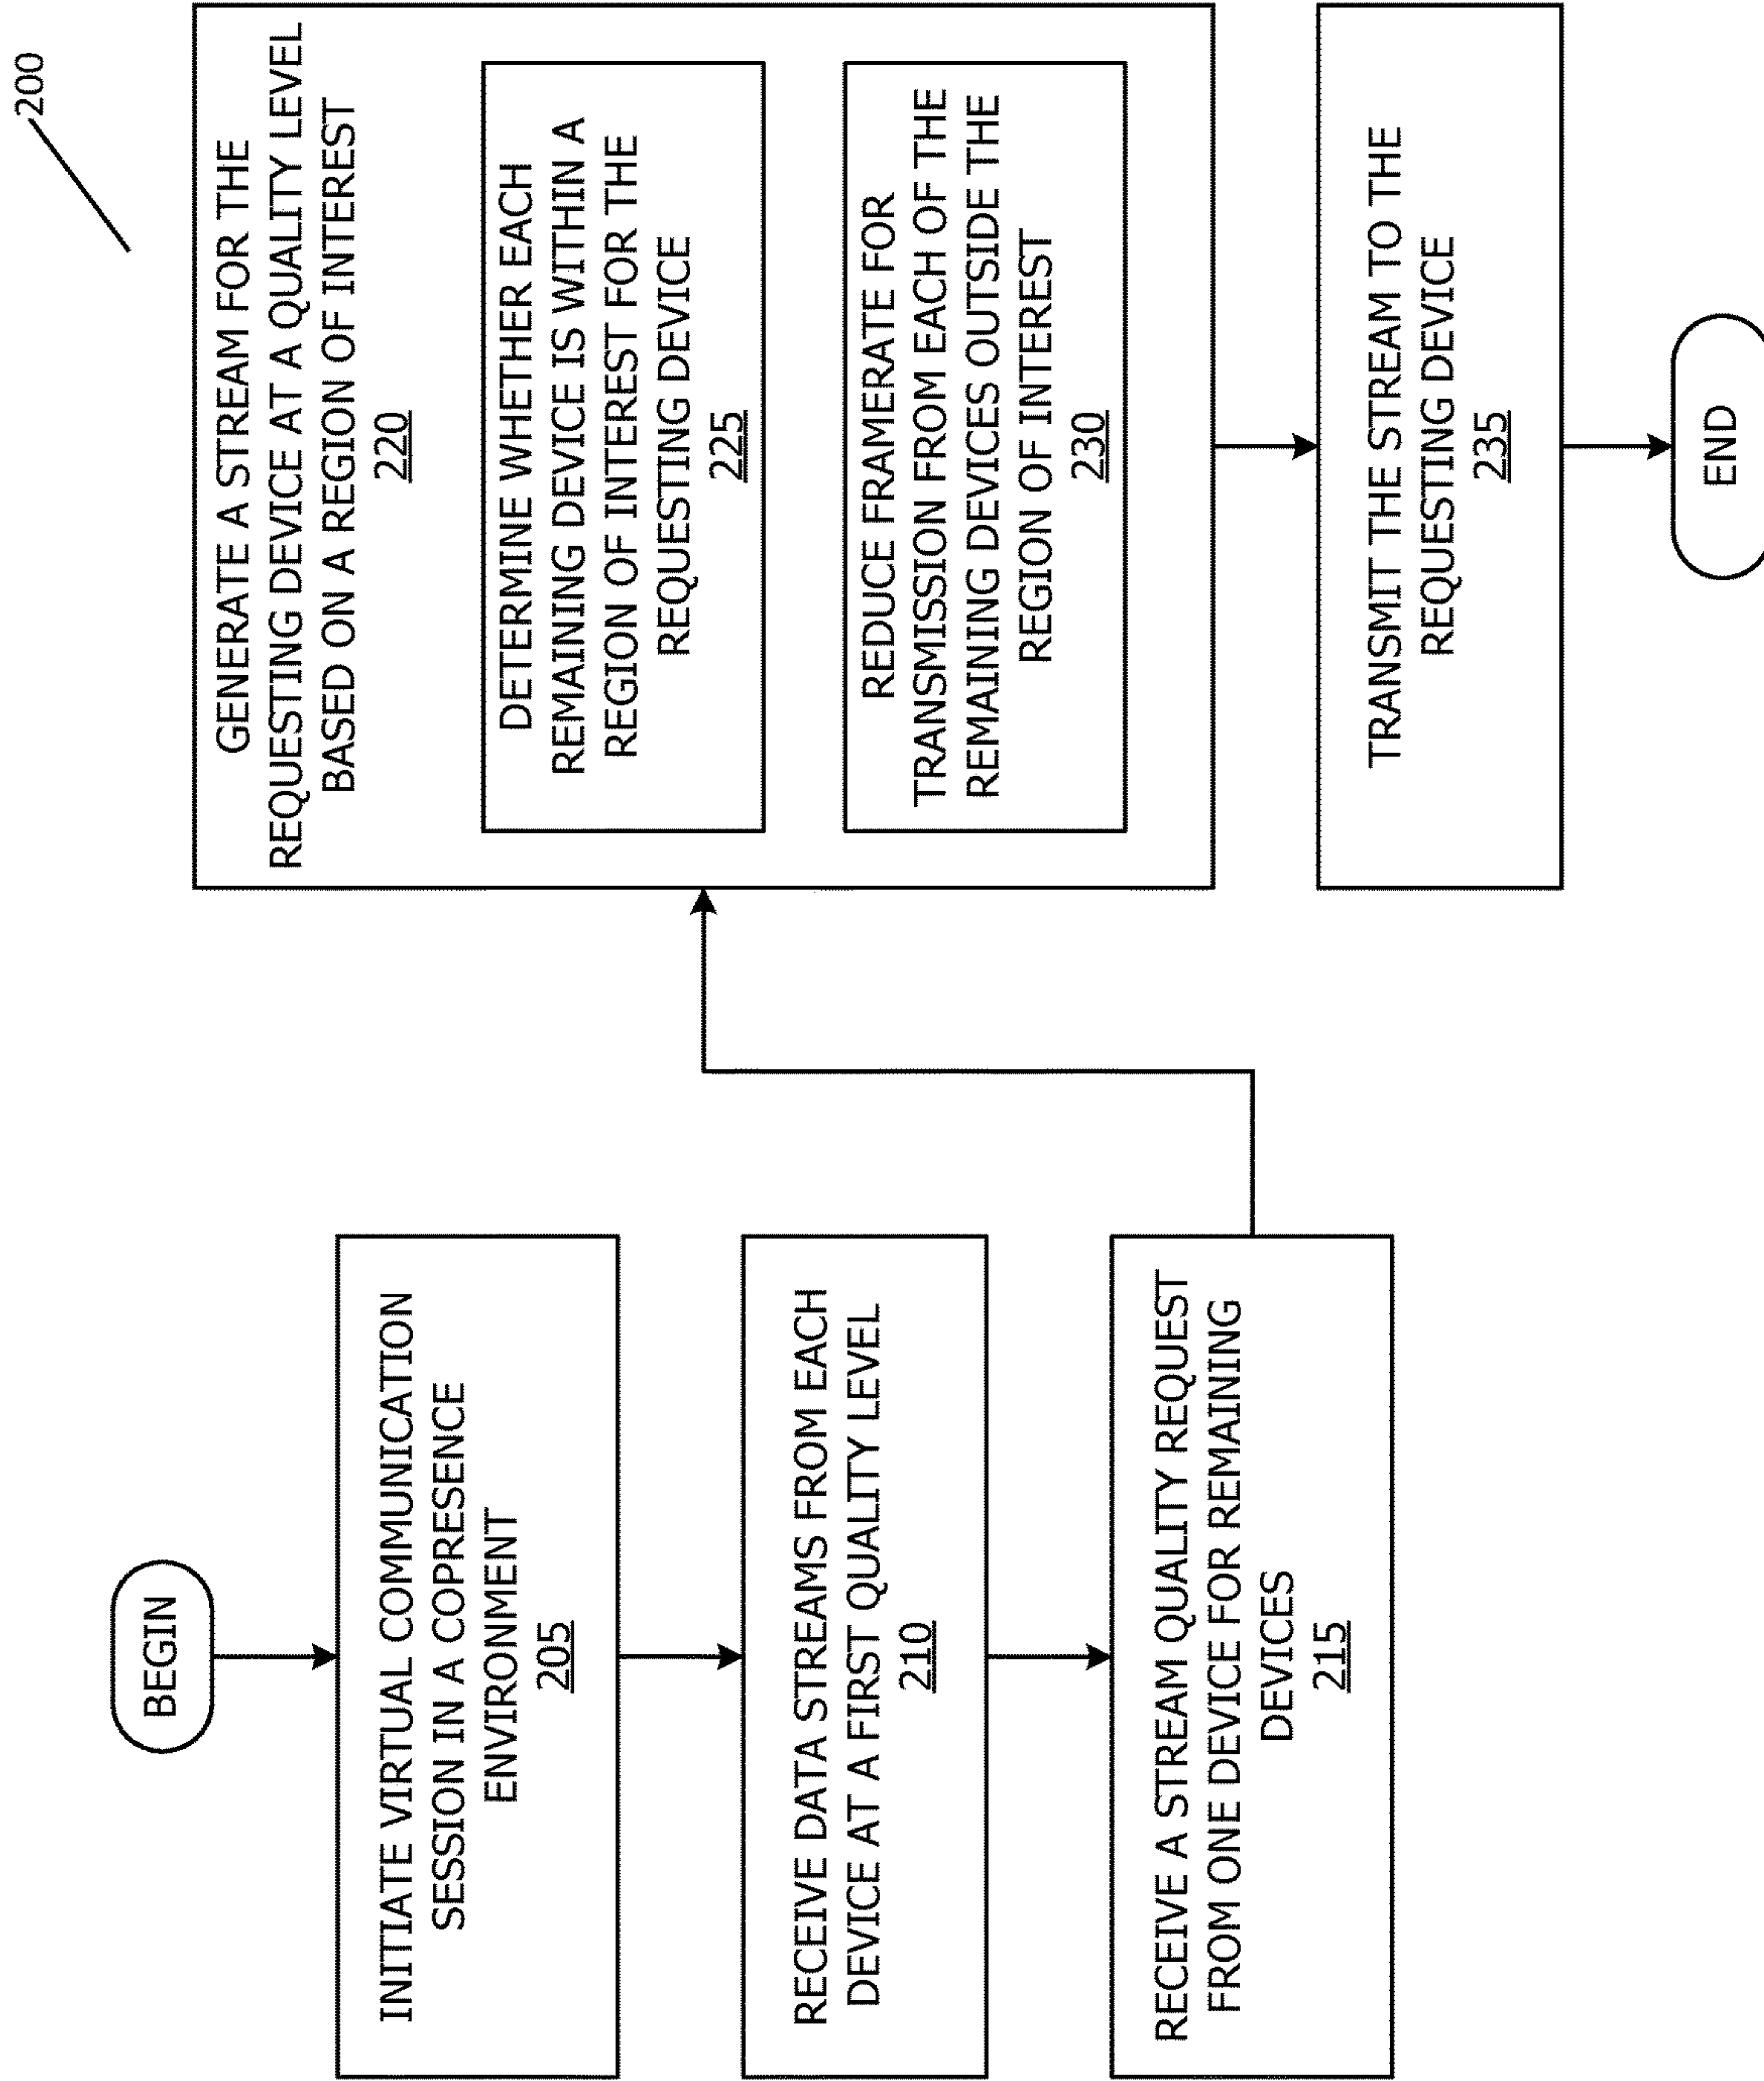 200
BEGIN
INITIATE VIRTUAL COMMUNICATION
SESSION IN A COPRESENCE
ENVIRONMENT
205
RECEIVE DATA STREAMS FROM EACH
DEVICE AT A FIRST QUALITY LEVEL
210
RECEIVE A STREAM QUALITY REQUEST
FROM ONE DEVICE FOR REMAINING
DEVICES
215
GENERATE A STREAM FOR THE
REQUESTING DEVICE AT A QUALITY LEVEL
BASED ON A REGION OF INTEREST
220
DETERMINE WHETHER EACH
REMAINING DEVICE IS WITHIN A
REGION OF INTEREST FOR THE
REQUESTING DEVICE
225
REDUCE FRAMERATE FOR
TRANSMISSION FROM EACH OF THE
REMAINING DEVICES OUTSIDE THE
REGION OF INTEREST
230
TRANSMIT THE STREAM TO THE
REQUESTING DEVICE
235
END